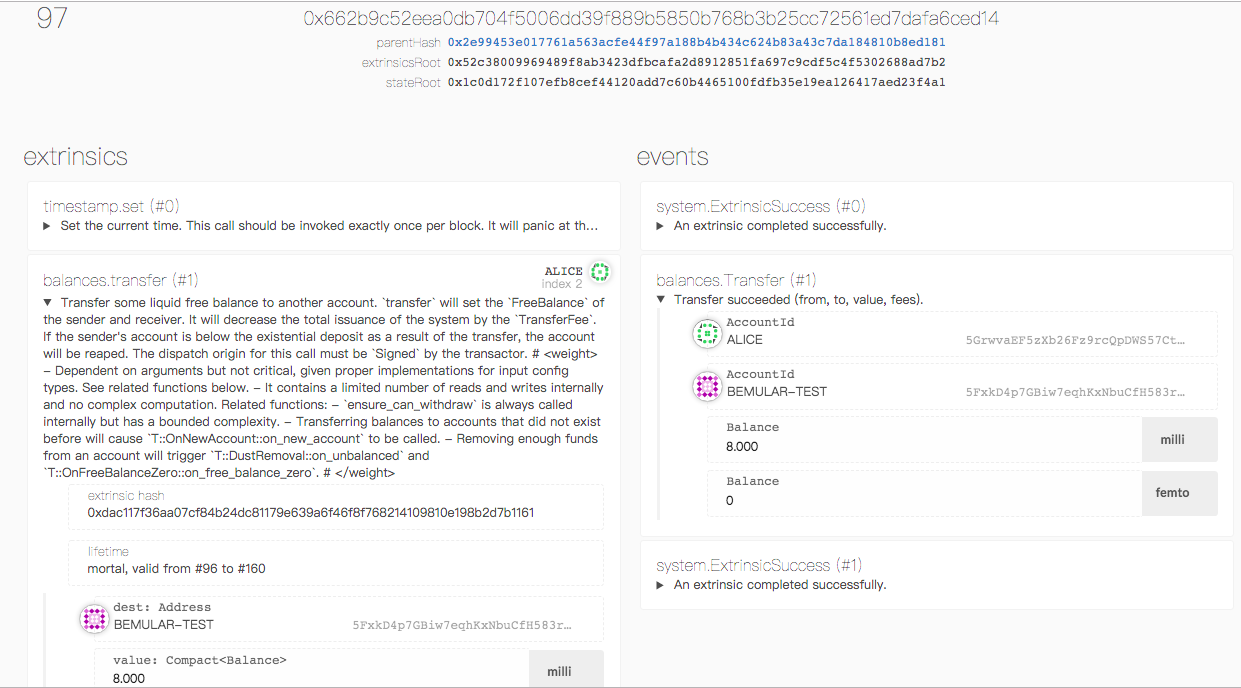 97
0x662b9c52eea0db704f5006dd39f889b5850b768b3b25cc72561ed7dafa6ced14
parentHash 0x2e99453e017761a563acfe44f97a188b4b434c624b83a43c7da184810b8ed181
extrinsicsRoot 0x52c38009969489f8ab3423dfbcafa2d8912851fa697c9cdf5c4f5302688ad7b2
stateRoot 0x1c0d172f107efb8cef44120add7c60b4465100fdfb35e19ea126417aed23f4a1
extrinsics
timestamp.set (#0)
Set the current time. This call should be invoked exactly once per block. It will panic at th...
balances.transfer (#1)
ALICE
index 2
Transfer some liquid free balance to another account. `transfer` will set the `FreeBalance` of
the sender and receiver. It will decrease the total issuance of the system by the `TransferFee`.
If the sender's account is below the existential deposit as a result of the transfer, the account
will be reaped. The dispatch origin for this call must be `Signed` by the transactor. # <weight>
– Dependent on arguments but not critical, given proper implementations for input config
types. See related functions below. – It contains a limited number of reads and writes internally
and no complex computation. Related functions: – `ensure_can_withdraw` is always called
internally but has a bounded complexity. – Transferring balances to accounts that did not exist
before will cause `T::OnNewAccount::on_new_account` to be called. – Removing enough funds
from an account will trigger `T::DustRemoval::on_unbalanced` and
`T::OnFreeBalanceZero::on_free_balance_zero`. # </weight>
extrinsic hash
0xdac117f36aa07cf84b24dc81179e639a6f46f8f768214109810e198b2d7b1161
lifetime
mortal, valid from #96 to #160
dest: Address
BEMULAR-TEST
5FxkD4p7GBiw7eqhKxNbuCfH583r...
value: Compact<Balance>
8.000
milli
events
system.ExtrinsicSuccess (#0)
An extrinsic completed successfully.
balances.Transfer (#1)
Transfer succeeded (from, to, value, fees).
AccountId
ALICE
5GrwvaEF5zXb26Fz9rcQpDWS57Ct...
AccountId
BEMULAR-TEST
5FxkD4p7GBiw7eqhKxNbuCfH583r...
Balance
8.000
milli
Balance
0
femto
system.ExtrinsicSuccess (#1)
An extrinsic completed successfully.